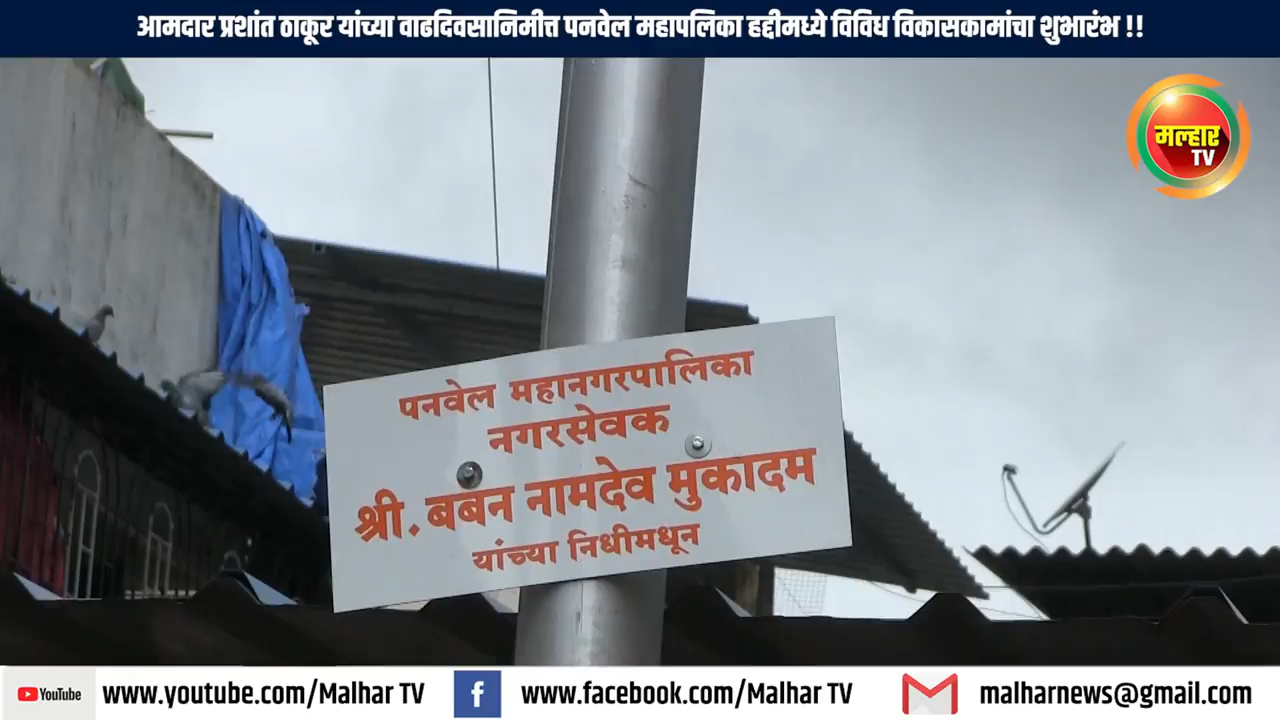 आमदार प्रशांत ठाकूर यांच्या वाढदिवसानिमीत्त पनवेल महापलिका हद्दीमध्ये विविध विकासकामांचा शुभारंभ !!
मल्हार
TV
पनवेल महानगरपालिका
नगरसेवक
श्री. बबन नामदेव मुकादम
यांच्या निधीमधून
YouTube www.youtube.com/Malhar TV f www.facebook.com/Malhar TV malharnews@gmail.com